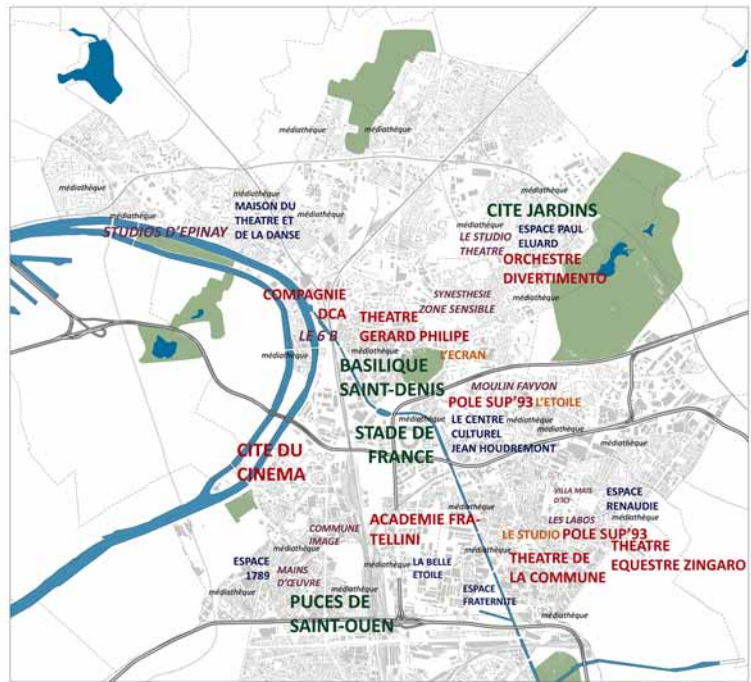 médiathèque
médiathèque
médiathèque
médiathèque
médiathèque
MAISON DU
THEATRE ET
DE LA DANSE
médiathèque
médiathèque
STUDIOS D'EPINAY
médiathèque
CITE JARDINS
médiathèque
LE STUDIO
THEATRE
ESPACE PAUL
ELUARD
ORCHESTRE
DIVERTIMENTO
COMPAGNIE
DCA
LE 6 B
THEATRE
GERARD PHILIPE
SYNESTHESIE
ZONE SENSIBLE
médiathèque
médiathèque
médiathèque
L'ECRAN
BASILIQUE
SAINT-DENIS
MOULIN FAYVON
POLE SUP'93
L'ETOILE
STADE DE
FRANCE
médiathèque
LE CENTRE
CULTUREL
JEAN HOUDREMONT
médiathèque
médiathèque
CITE DU
CINEMA
VILLA MAIS
D'ICI
ESPACE
RENAUDIE
médiathèque
médiathèque
COMMUNE
IMAGE
ACADEMIE FRA-
TELLINI
LES LABOS
LE STUDIO
POLE SUP'93
THEATRE
EQUESTRE ZINGARO
médiathèque
médiathèque
THEATRE DE
LA COMMUNE
ESPACE
1789
MAINS
D'ŒUVRE
médiathèque
médiathèque
LA BELLE
ETOILE
ESPACE
FRATERNITE
PUCES DE
SAINT-OUEN